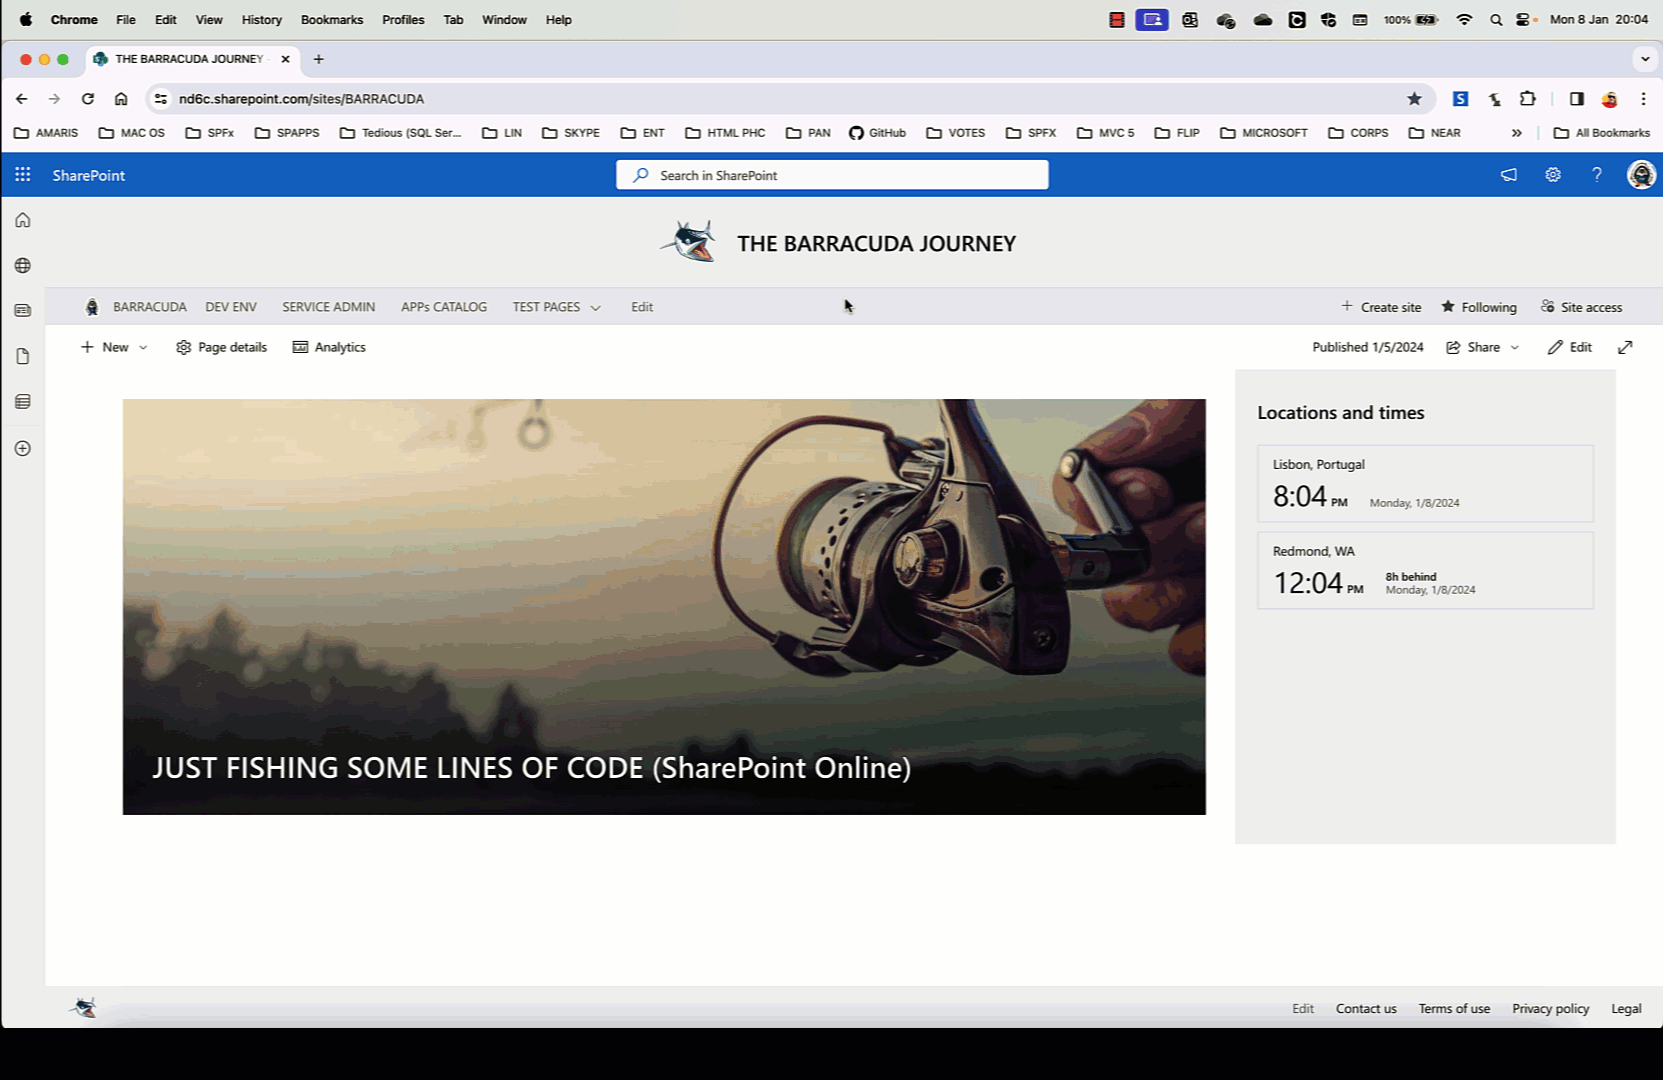 Chrome File Edit View History Bookmarks Profiles Tab Window Help 100% Mon 8 Jan 20:04
THE BARRACUDA JOURNEY
nd6c.sharepoint.com/sites/BARRACUDA
AMARIS MAC OS SPFx SPAPPS Tedious (SQL Ser... LIN SKYPE ENT HTML PHC PAN GitHub VOTES SPFX MVC 5 FLIP MICROSOFT CORPS NEAR » All Bookmarks
SharePoint Search in SharePoint ?
THE BARRACUDA JOURNEY
BARRACUDA DEV ENV SERVICE ADMIN APPs CATALOG TEST PAGES Edit + Create site Following Site access
+ New Page details Analytics Published 1/5/2024 Share Edit
JUST FISHING SOME LINES OF CODE (SharePoint Online)
Locations and times
Lisbon, Portugal
8:04 PM Monday, 1/8/2024
Redmond, WA
12:04 PM 8h behind
Monday, 1/8/2024
Edit Contact us Terms of use Privacy policy Legal